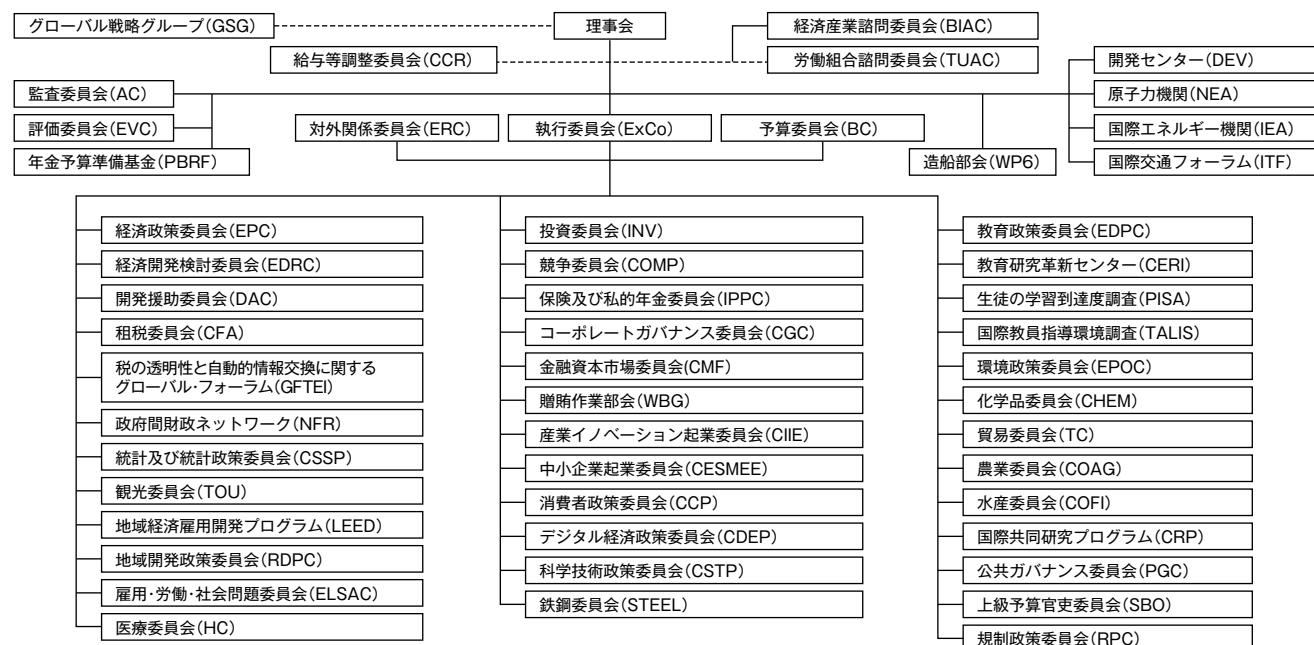 グローバル戦略グループ(GSG)
理事会
経済産業諮問委員会(BIAC)
給与等調整委員会(CCR)
労働組合諮問委員会(TUAC)
開発センター(DEV)
監査委員会(AC)
原子力機関(NEA)
評価委員会(EVC)
対外関係委員会(ERC)
執行委員会(ExCo)
予算委員会(BC)
国際エネルギー機関(IEA)
年金予算準備基金(PBRF)
造船部会(WP6)
国際交通フォーラム(ITF)
経済政策委員会(EPC)
経済開発検討委員会(EDRC)
開発援助委員会(DAC)
租税委員会(CFA)
税の透明性と自動的情報交換に関する
グローバル・フォーラム(GFTEI)
政府間財政ネットワーク(NFR)
統計及び統計政策委員会(CSSP)
観光委員会(TOU)
地域経済雇用開発プログラム(LEED)
地域開発政策委員会(RDPC)
雇用・労働・社会問題委員会(ELSAC)
医療委員会(HC)
投資委員会(INV)
競争委員会(COMP)
保険及び私的年金委員会(IPPC)
コーポレートガバナンス委員会(CGC)
金融資本市場委員会(CMF)
贈賄作業部会(WBG)
産業イノベーション起業委員会(CIIE)
中小企業起業委員会(CESMEE)
消費者政策委員会(CCP)
デジタル経済政策委員会(CDEP)
科学技術政策委員会(CSTP)
鉄鋼委員会(STEEL)
教育政策委員会(EDPC)
教育研究革新センター(CERI)
生徒の学習到達度調査(PISA)
国際教員指導環境調査(TALIS)
環境政策委員会(EPOC)
化学品委員会(CHEM)
貿易委員会(TC)
農業委員会(COAG)
水産委員会(COFI)
国際共同研究プログラム(CRP)
公共ガバナンス委員会(PGC)
上級予算官吏委員会(SBO)
規制政策委員会(RPC)